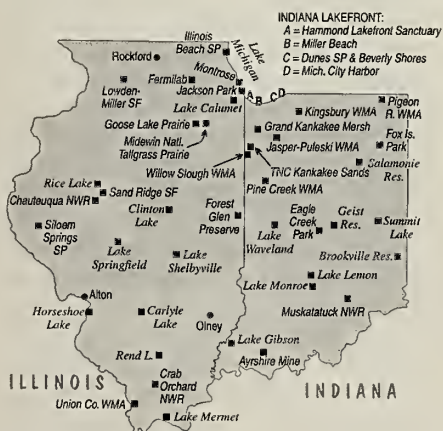 INDIANA LAKEFRONT:
A = Hammond Lakefront Sanctuary
B = Miller Beach
C = Dunes SP & Beverly Shores
D = Mich. City Harbor
Illinois
Beach SP
Rockford
Lake
Michigan
Montrose
Fermilab
Jackson Park
Lowden-
Miller SF
Lake Calumet
A
B
C
D
Pigeon
R. WMA
Kingsbury WMA
Goose Lake Prairie
Grand Kankakee Mersh
Fox Is.
Park
Midewin Natl.
Tallgrass Prairie
Jasper-Puleski WMA
Salamonie
Res.
TNC Kankakee Sands
Willow Slough WMA
Pine Creek WMA
Rice Lake
Sand Ridge SF
Chautauqua NWR
Clinton
Lake
Forest
Glen
Preserve
Eagle
Creek
Park
Geist
Res.
Summit
Lake
Siloem
Springs
SP
Lake
Waveland
Lake
Springfield
Lake
Shelbyville
Brookville Res.
Lake Lemon
Lake Monroe
Alton
Muskatatuck NWR
Horseshoe
Lake
Carlyle
Lake
Olney
Lake Gibson
Rend L.
Ayrshire Mine
ILLINOIS
Crab
Orchard
NWR
INDIANA
Union Co. WMA
Lake Mermet